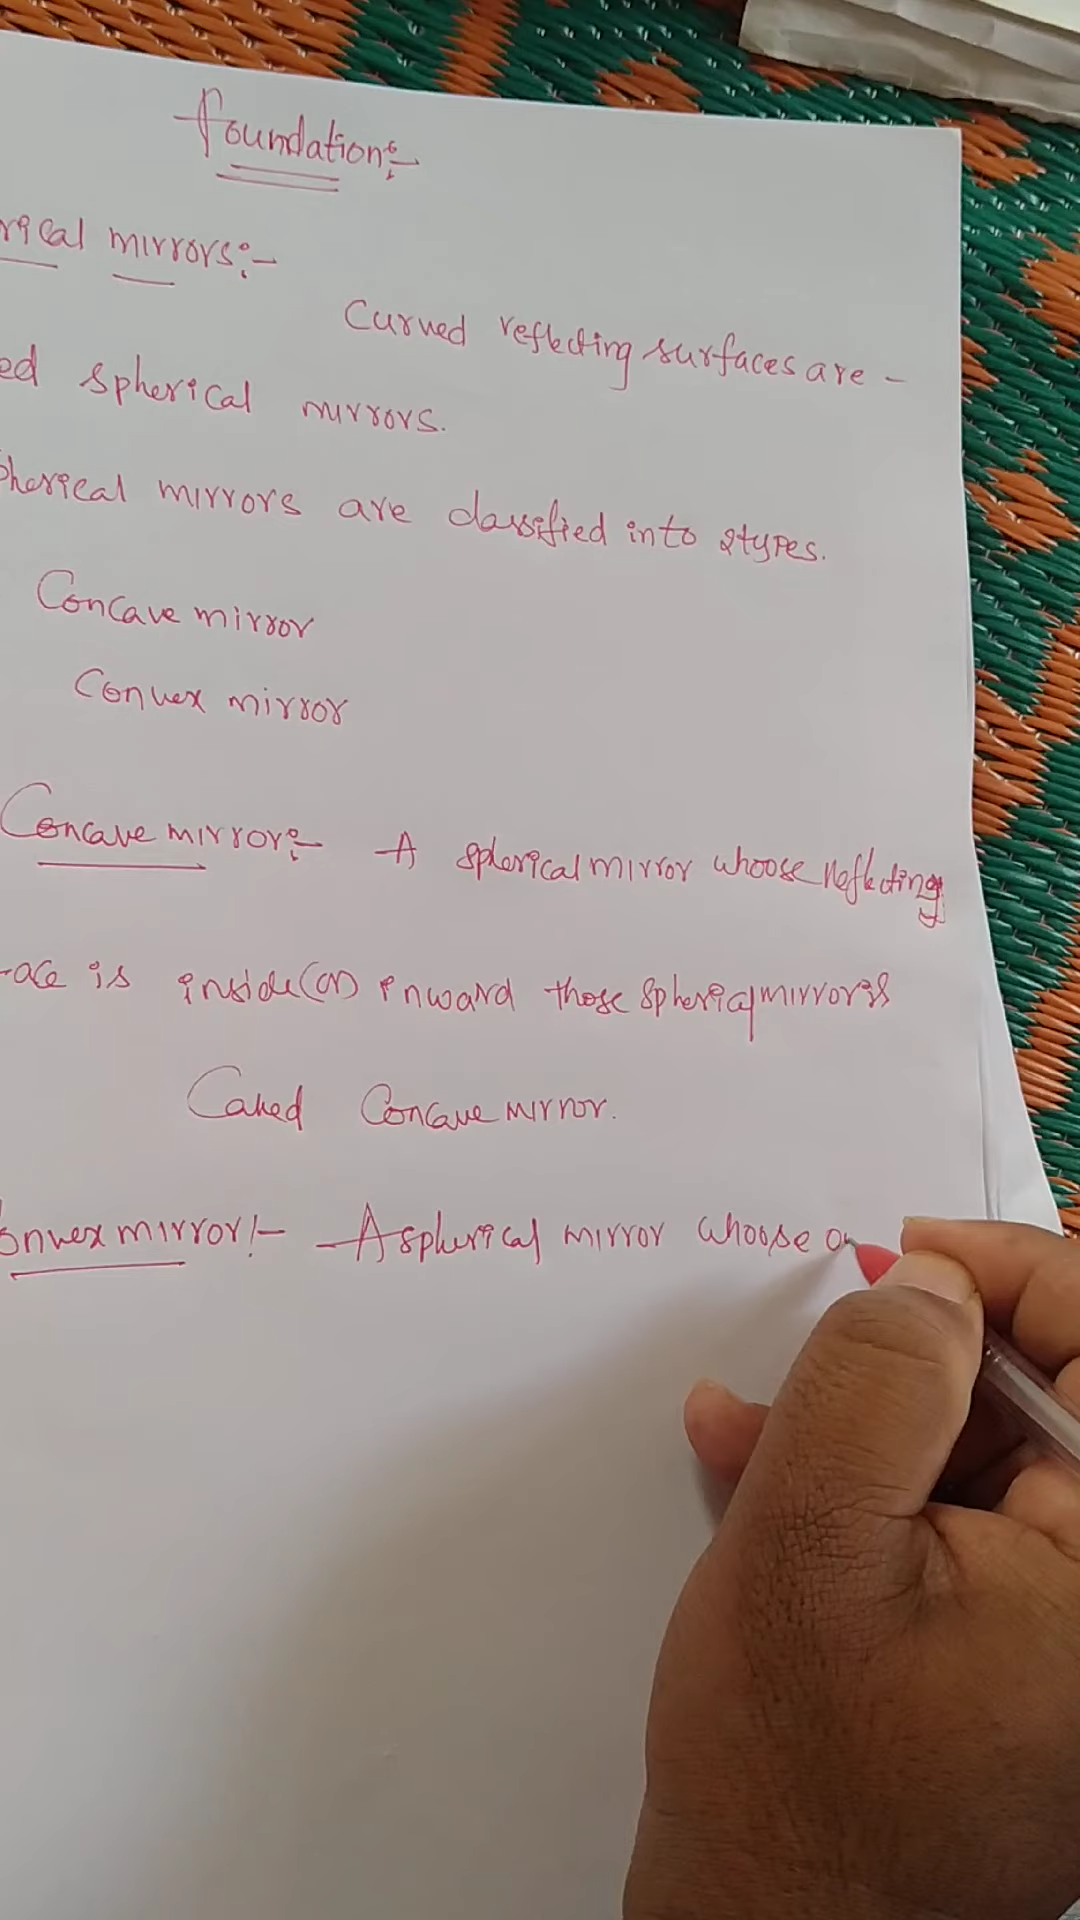 foundation:-
rical mirrors:-
Curved reflecting surfaces are -
ed spherical mirrors.
pherical mirrors are classified into 2types.
Concave mirror
Convex mirror
Concave mirror:- A spherical mirror whoose reflecting
ace is inside (or) inward those spherical mirror is
Called Concave mirror.
onvex mirror:- A spherical mirror whoose o